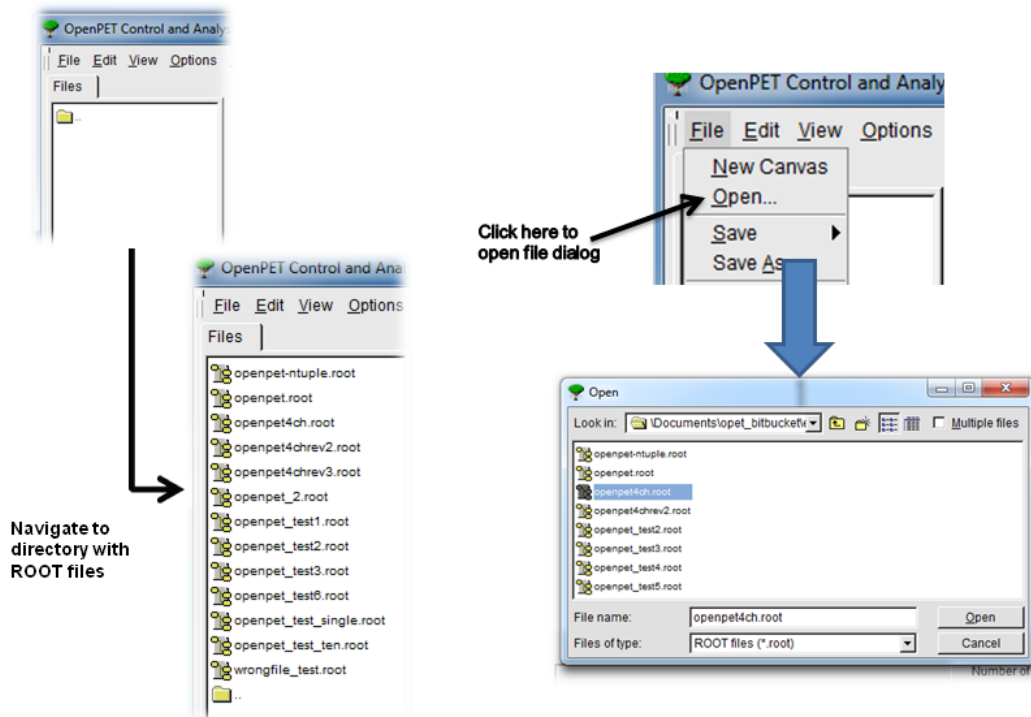 OpenPET Control and Analy
File Edit View Options
Files
..
OpenPET Control and Ana
File Edit View Options
Files
openpet-ntuple.root
openpet.root
openpet4ch.root
openpet4chrev2.root
openpet4chrev3.root
openpet_2.root
openpet_test1.root
openpet_test2.root
openpet_test3.root
openpet_test6.root
openpet_test_single.root
openpet_test_ten.root
wrongfile_test.root
..
Navigate to
directory with
ROOT files
OpenPET Control and Analy
File Edit View Options
New Canvas
Open...
Save
Save As
Click here to
open file dialog
Open
Look in: \Documents\opet_bitbucket\ Multiple files
openpet-ntuple.root
openpet.root
openpet4ch.root
openpet4chrev2.root
openpet_test2.root
openpet_test3.root
openpet_test4.root
openpet_test5.root
File name: openpet4ch.root Open
Files of type: ROOT files (*.root) Cancel
Number of